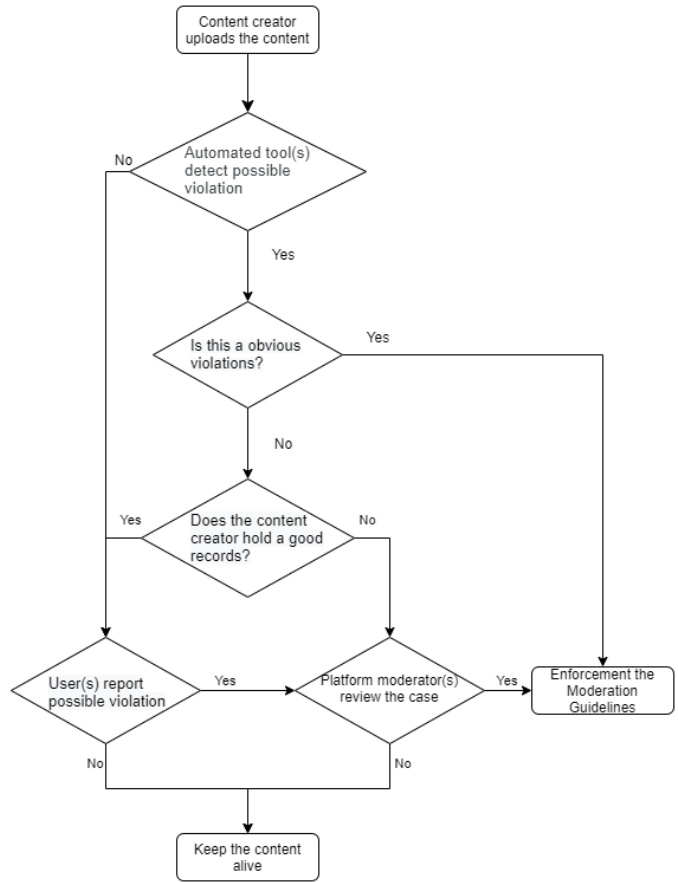 Content creator
uploads the content
No
Automated tool(s)
detect possible
violation
Yes
Is this a obvious
violations?
Yes
No
Yes
Does the content
creator hold a good
records?
No
User(s) report
possible violation
Yes
Platform moderator(s)
review the case
Yes
Enforcement the
Moderation
Guidelines
No
No
Keep the content
alive